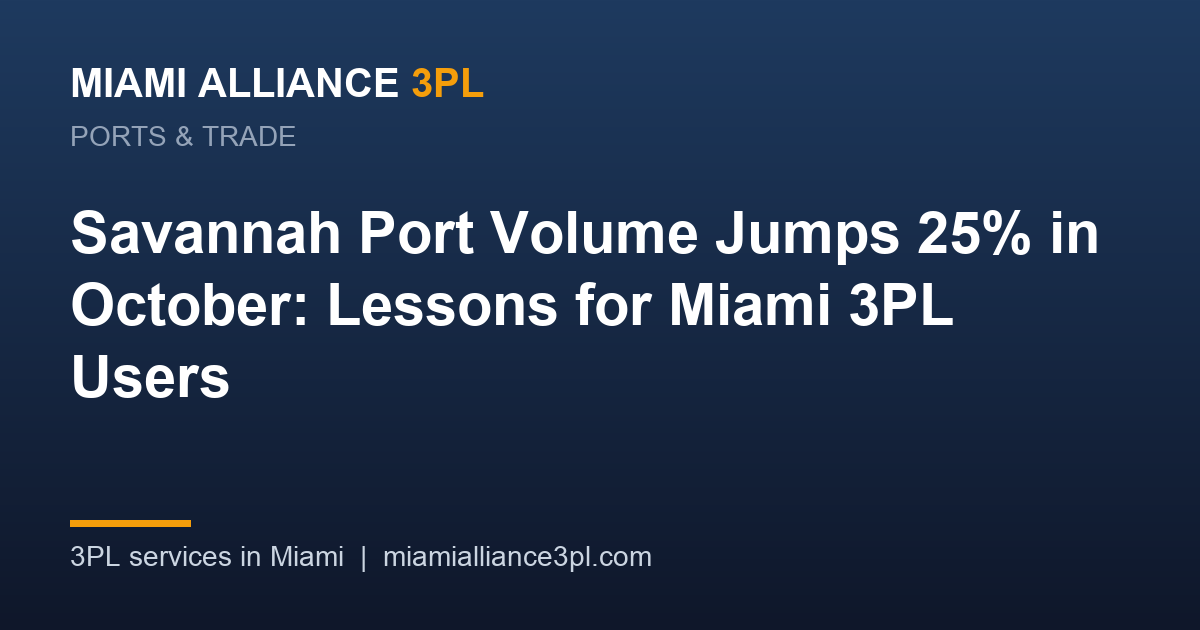 MIAMI ALLIANCE 3PL
PORTS & TRADE
Savannah Port Volume Jumps 25% in
October: Lessons for Miami 3PL
Users
3PL services in Miami | miamialliance3pl.com